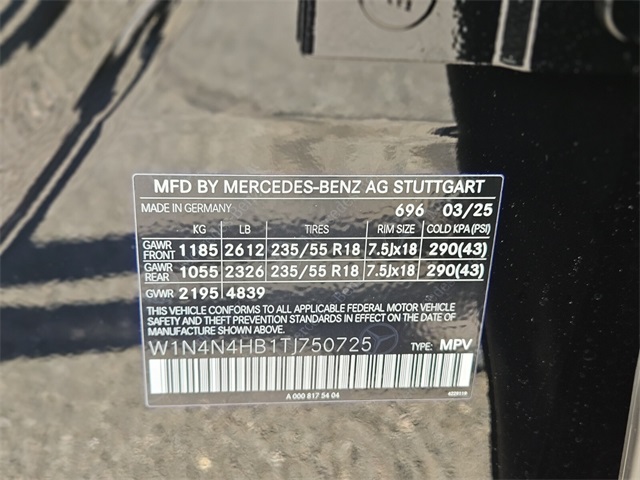 MFD BY MERCEDES-BENZ AG STUTTGART
MADE IN GERMANY 696 03/25
KG LB TIRES RIM SIZE COLD KPA (PSI)
GAWR FRONT 1185 2612 235/55 R18 7.5Jx18 290(43)
GAWR REAR 1055 2326 235/55 R18 7.5Jx18 290(43)
GVWR 2195 4839
THIS VEHICLE CONFORMS TO ALL APPLICABLE FEDERAL MOTOR VEHICLE
SAFETY AND THEFT PREVENTION STANDARDS IN EFFECT ON THE DATE
OF MANUFACTURE SHOWN ABOVE.
W1N4N4HB1TJ750725 TYPE: MPV
A 000 817 54 04